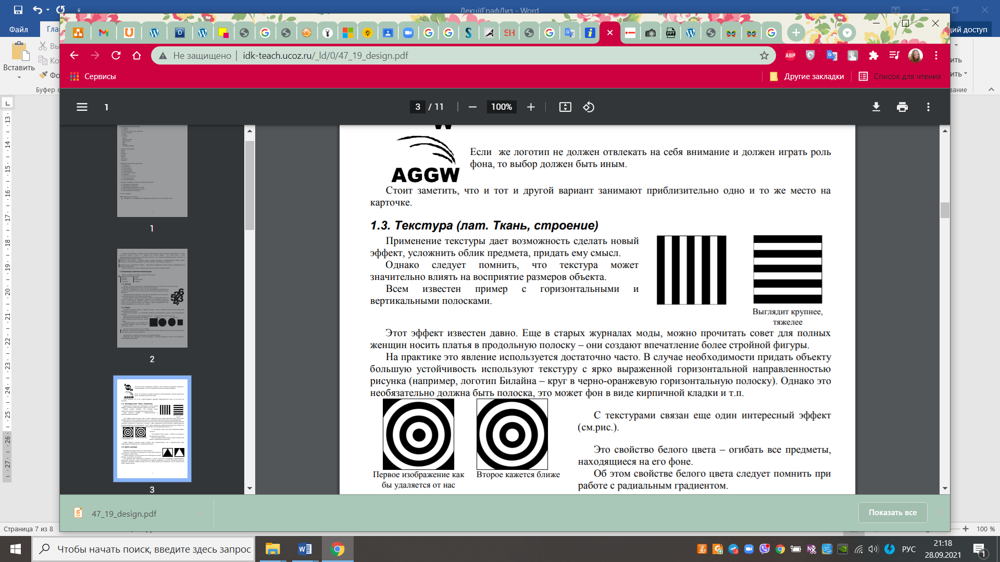 ЛекціїГрафДиз - Word
Файл
Гла
ций доступ
Вставить
Вы
Ко
Фо
Буфер о
Не защищено | idk-teach.ucoz.ru/_ld/0/47_19_design.pdf
ABP
SH
PPT
Сервисы
Другие закладки
Список для чтения
1
3 / 11
100%
1
2
3
AGGW
Если же логотип не должен отвлекать на себя внимание и должен играть роль
фона, то выбор должен быть иным.
Стоит заметить, что и тот и другой вариант занимают приблизительно одно и то же место на
карточке.
1.3. Текстура (лат. Ткань, строение)
Применение текстуры дает возможность сделать новый
эффект, усложнить облик предмета, придать ему смысл.
Однако следует помнить, что текстура может
значительно влиять на восприятие размеров объекта.
Всем известен пример с горизонтальными и
вертикальными полосками.
Выглядит крупнее,
тяжелее
Этот эффект известен давно. Еще в старых журналах моды, можно прочитать совет для полных
женщин носить платья в продольную полоску – они создают впечатление более стройной фигуры.
На практике это явление используется достаточно часто. В случае необходимости придать объекту
большую устойчивость используют текстуру с ярко выраженной горизонтальной направленностью
рисунка (например, логотип Билайна – круг в черно-оранжевую горизонтальную полоску). Однако это
необязательно должна быть полоска, это может фон в виде кирпичной кладки и т.п.
С текстурами связан еще один интересный эффект
(см.рис.).
Это свойство белого цвета – огибать все предметы,
находящиеся на его фоне.
Об этом свойстве белого цвета следует помнить при
работе с радиальным градиентом.
Первое изображение как
бы удаляется от нас
Второе кажется ближе
47_19_design.pdf
Показать все
Страница 7 из 8
100 %
Чтобы начать поиск, введите здесь запрос
РУС
21:18
28.09.2021
1